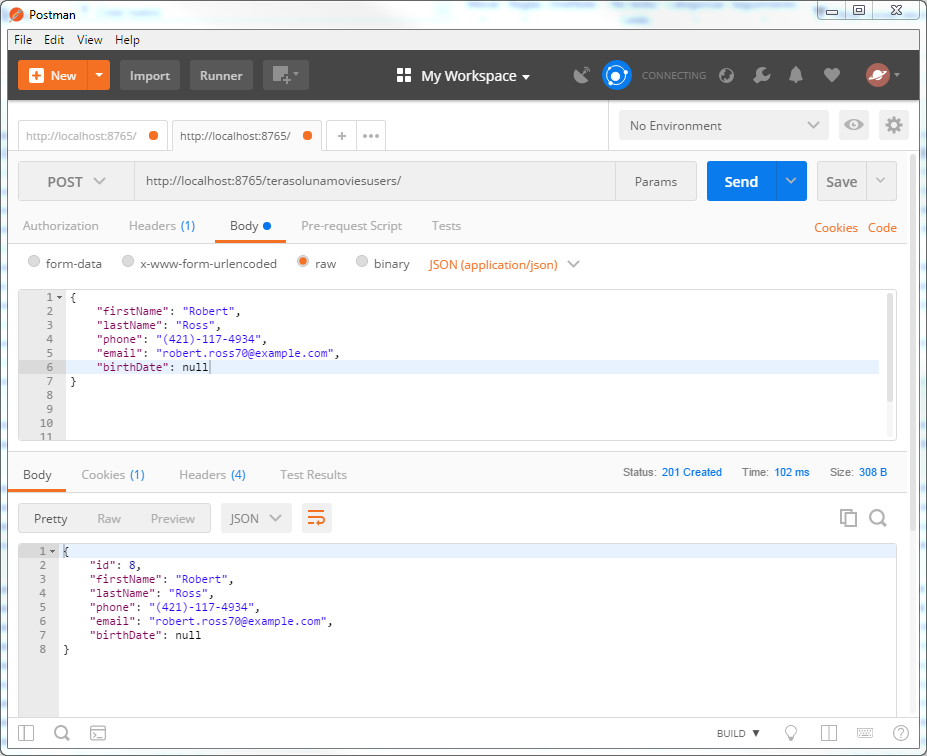 Postman
File Edit View Help
New Import Runner My Workspace CONNECTING
http://localhost:8765/ http://localhost:8765/ + ••• No Environment
POST http://localhost:8765/terasolunamoviesusers/ Params Send Save
Authorization Headers (1) Body Pre-request Script Tests Cookies Code
form-data x-www-form-urlencoded raw binary JSON (application/json)
1 {
2 "firstName": "Robert",
3 "lastName": "Ross",
4 "phone": "(421)-117-4934",
5 "email": "robert.ross70@example.com",
6 "birthDate": null
7 }
8
9
10
11
Body Cookies (1) Headers (4) Test Results Status: 201 Created Time: 102 ms Size: 308 B
Pretty Raw Preview JSON
1 {
2 "id": 8,
3 "firstName": "Robert",
4 "lastName": "Ross",
5 "phone": "(421)-117-4934",
6 "email": "robert.ross70@example.com",
7 "birthDate": null
8 }
BUILD ?